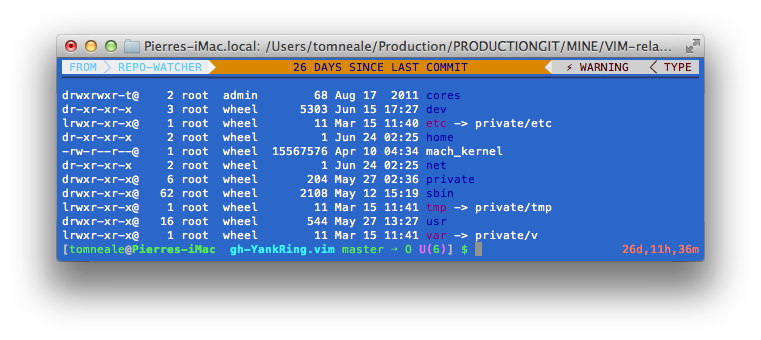 Pierres-iMac.local: /Users/tomneale/Production/PRODUCTIONGIT/MINE/VIM-rela…
FROM REPO-WATCHER 26 DAYS SINCE LAST COMMIT ⚡ WARNING TYPE
drwxrwxr-t@ 2 root admin 68 Aug 17 2011 cores
dr-xr-xr-x 3 root wheel 5303 Jun 15 17:27 dev
lrwxr-xr-x@ 1 root wheel 11 Mar 15 11:40 etc -> private/etc
dr-xr-xr-x 2 root wheel 1 Jun 24 02:25 home
-rw-r--r--@ 1 root wheel 15567576 Apr 10 04:34 mach_kernel
dr-xr-xr-x 2 root wheel 1 Jun 24 02:25 net
drwxr-xr-x@ 6 root wheel 204 May 27 02:36 private
drwxr-xr-x@ 62 root wheel 2108 May 12 15:19 sbin
lrwxr-xr-x@ 1 root wheel 11 Mar 15 11:41 tmp -> private/tmp
drwxr-xr-x@ 16 root wheel 544 May 27 13:27 usr
lrwxr-xr-x@ 1 root wheel 11 Mar 15 11:41 var -> private/v
[tomneale@Pierres-iMac gh-YankRing.vim master → O U(6)] $ 26d,11h,36m